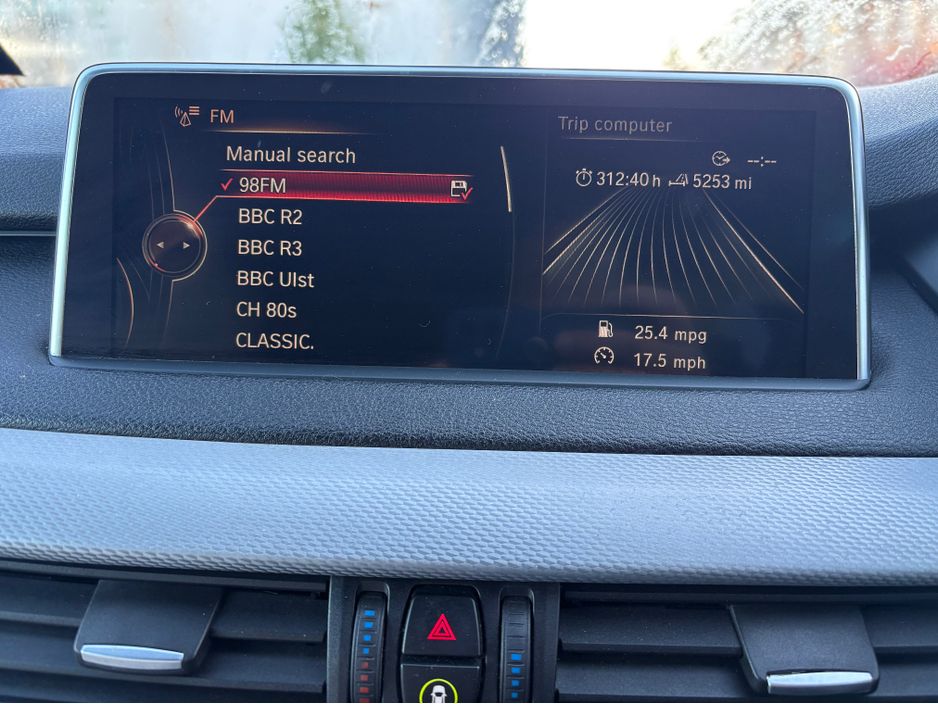 FM
Manual search
98FM
BBC R2
BBC R3
BBC Ulst
CH 80s
CLASSIC.
Trip computer
--:--
312:40 h 5253 mi
25.4 mpg
17.5 mph